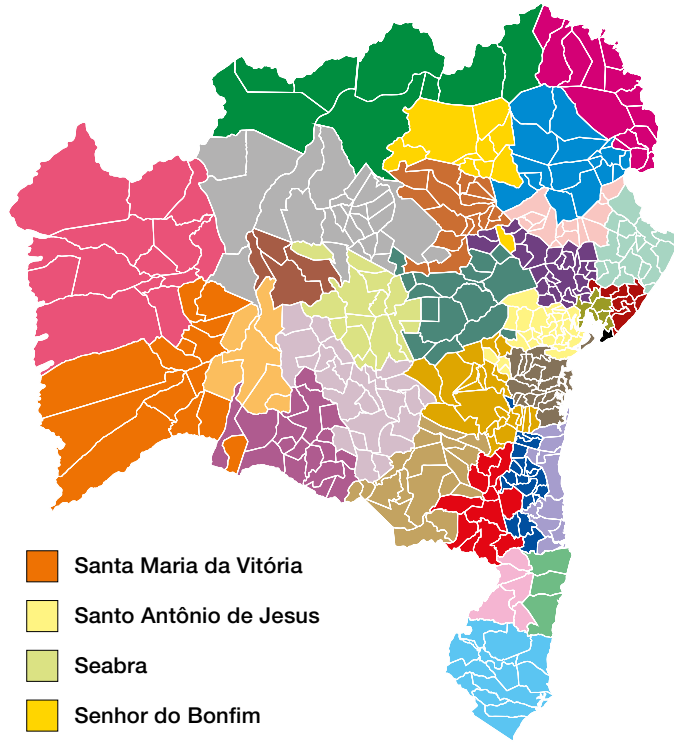 Santa Maria da Vitória
Santo Antônio de Jesus
Seabra
Senhor do Bonfim